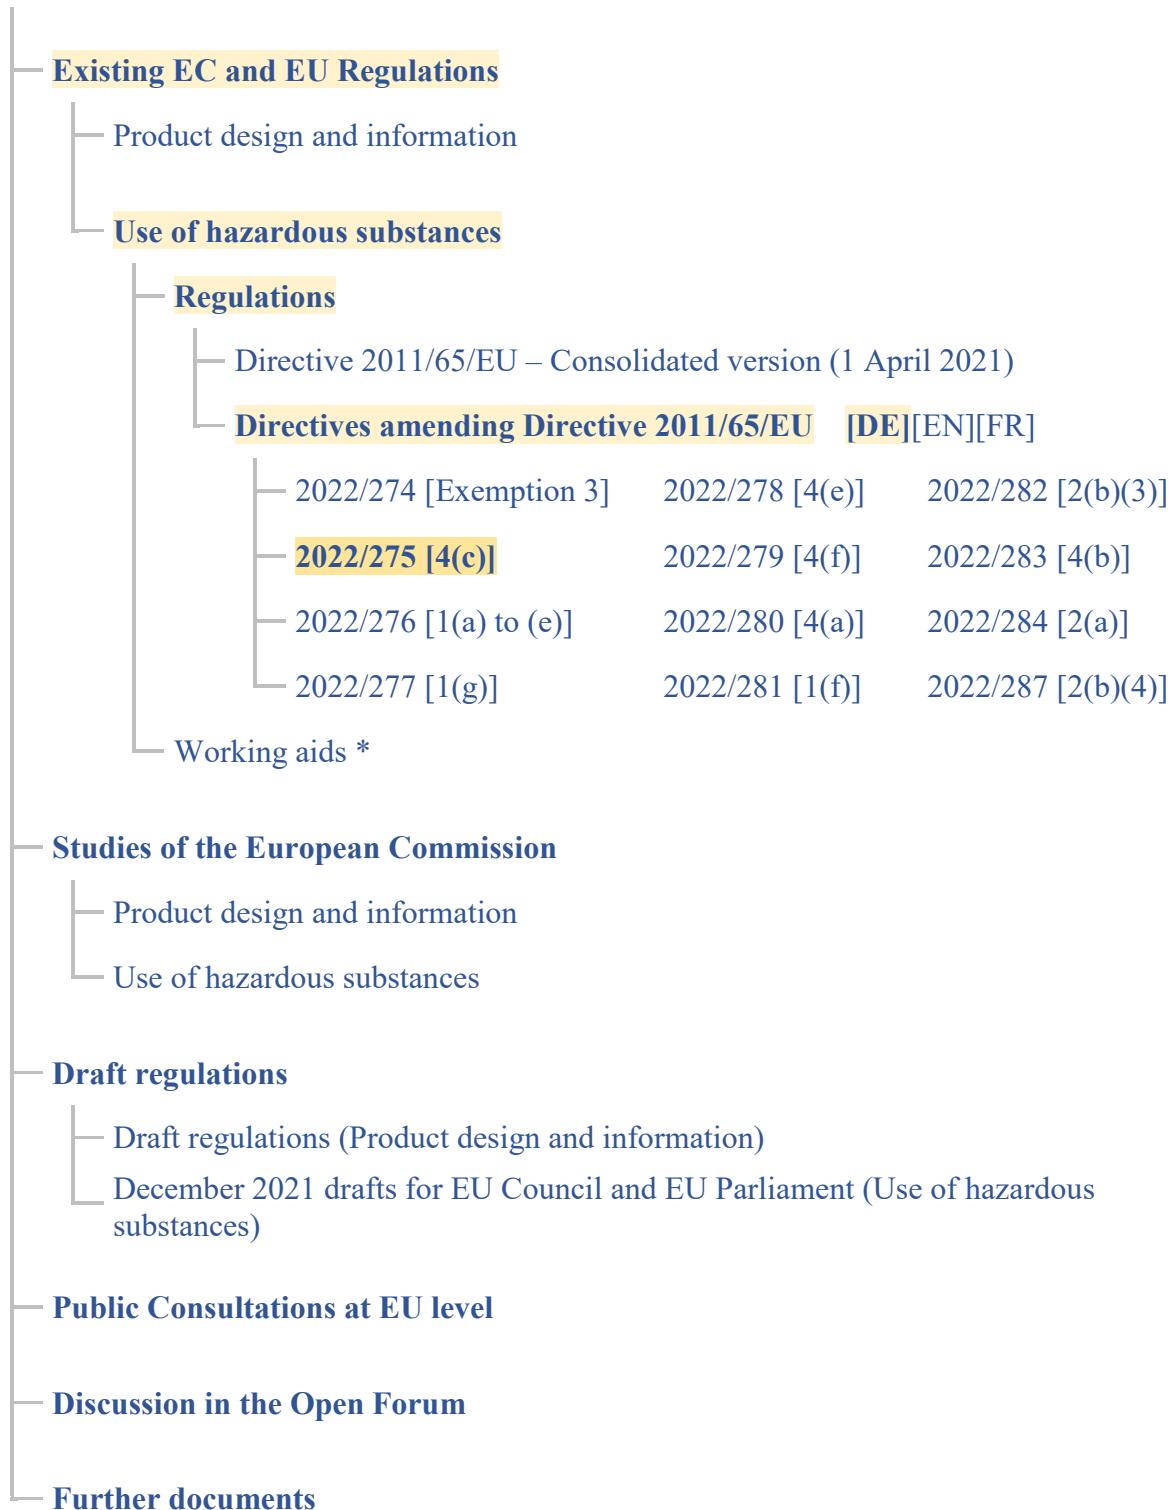 Existing EC and EU Regulations
Product design and information
Use of hazardous substances
Regulations
Directive 2011/65/EU – Consolidated version (1 April 2021)
Directives amending Directive 2011/65/EU [DE][EN][FR]
2022/274 [Exemption 3] 2022/278 [4(e)] 2022/282 [2(b)(3)]
2022/275 [4(c)] 2022/279 [4(f)] 2022/283 [4(b)]
2022/276 [1(a) to (e)] 2022/280 [4(a)] 2022/284 [2(a)]
2022/277 [1(g)] 2022/281 [1(f)] 2022/287 [2(b)(4)]
Working aids *
Studies of the European Commission
Product design and information
Use of hazardous substances
Draft regulations
Draft regulations (Product design and information)
December 2021 drafts for EU Council and EU Parliament (Use of hazardous
substances)
Public Consultations at EU level
Discussion in the Open Forum
Further documents